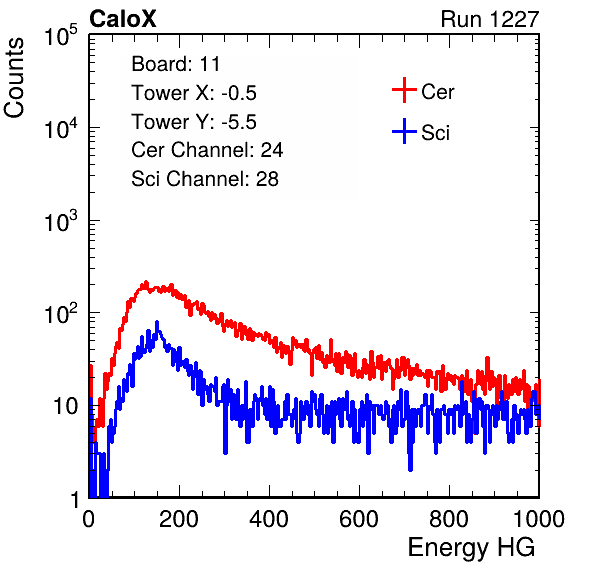 CaloX Run 1227
Counts
10^5
10^4
10^3
10^2
10
1
Board: 11
Tower X: -0.5
Tower Y: -5.5
Cer Channel: 24
Sci Channel: 28
Cer
Sci
0 200 400 600 800 1000
Energy HG